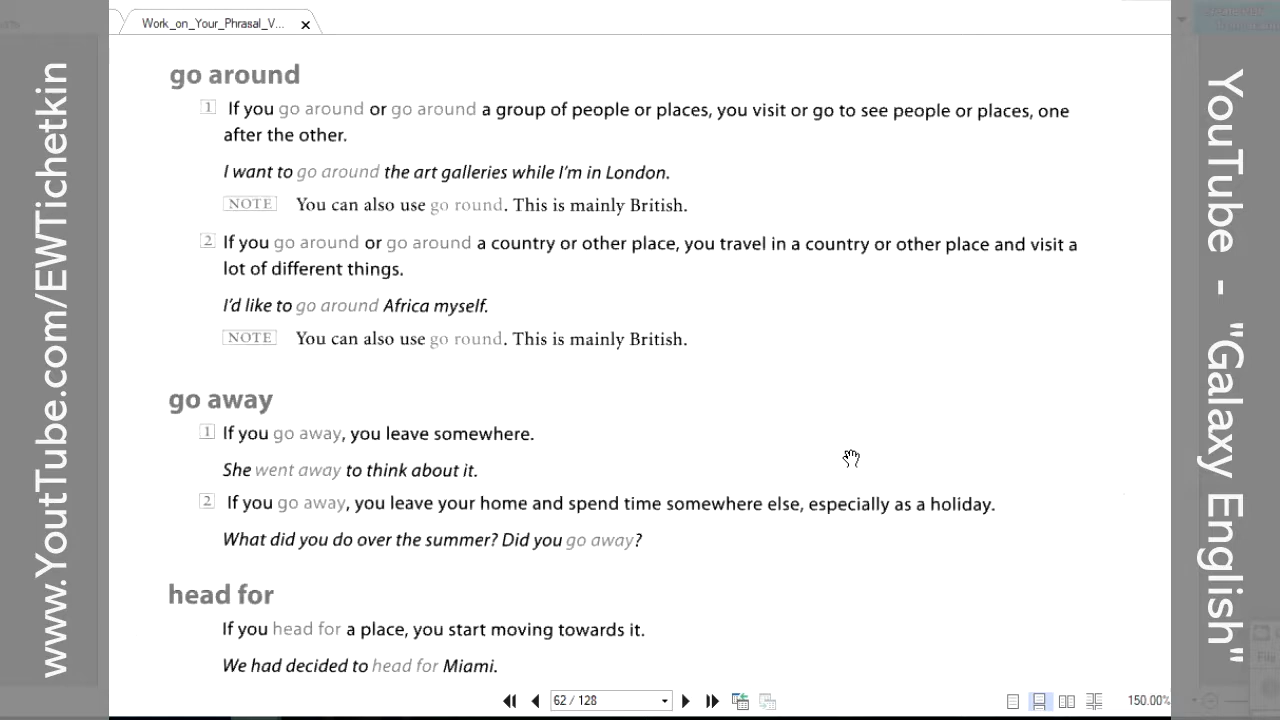 Work_on_Your_Phrasal_V...
go around
1 If you go around or go around a group of people or places, you visit or go to see people or places, one
after the other.
I want to go around the art galleries while I'm in London.
NOTE You can also use go round. This is mainly British.
2 If you go around or go around a country or other place, you travel in a country or other place and visit a
lot of different things.
I'd like to go around Africa myself.
NOTE You can also use go round. This is mainly British.
go away
1 If you go away, you leave somewhere.
She went away to think about it.
2 If you go away, you leave your home and spend time somewhere else, especially as a holiday.
What did you do over the summer? Did you go away?
head for
If you head for a place, you start moving towards it.
We had decided to head for Miami.
62 / 128
150.00%
www.YoutTube.com/EWTichetkin
YouTube - "Galaxy English"